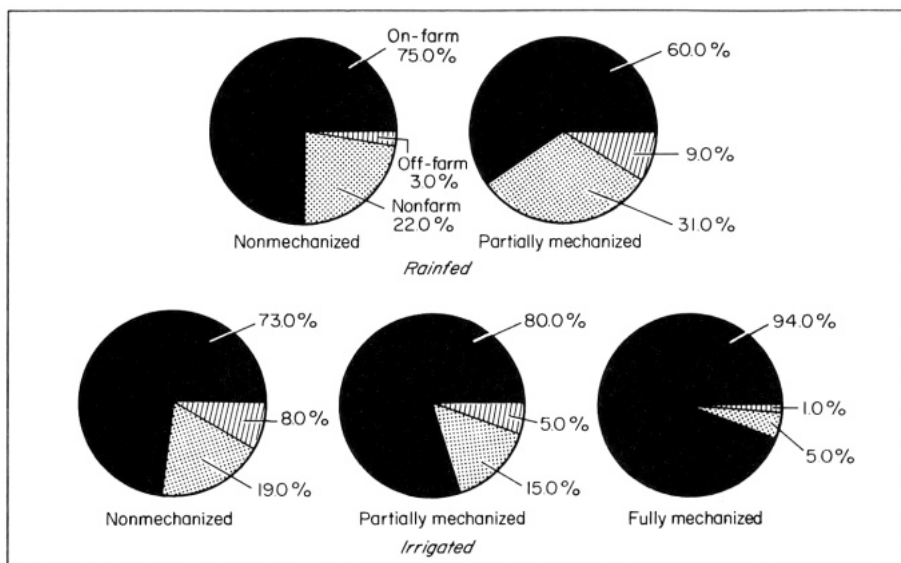 On-farm
75.0%
60.0%
Off-farm
3.0%
9.0%
Nonfarm
22.0%
31.0%
Nonmechanized
Partially mechanized
Rainfed
73.0%
80.0%
94.0%
8.0%
5.0%
1.0%
5.0%
19.0%
15.0%
Nonmechanized
Partially mechanized
Fully mechanized
Irrigated